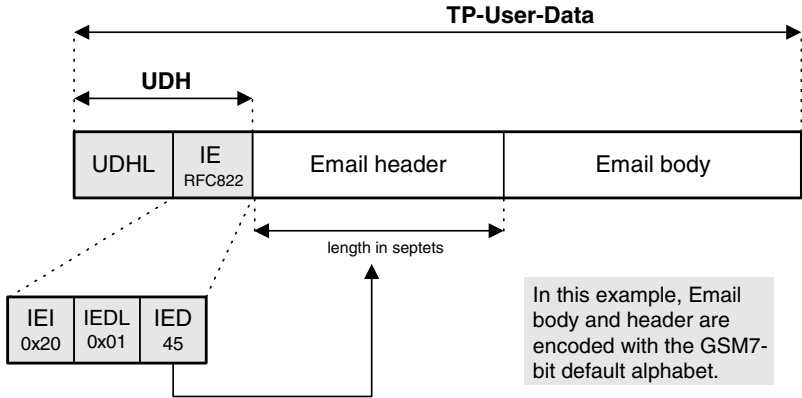 TP-User-Data
UDH
UDHL
IE
RFC822
Email header
Email body
length in septets
IEI
0x20
IEDL
0x01
IED
45
In this example, Email
body and header are
encoded with the GSM7-
bit default alphabet.